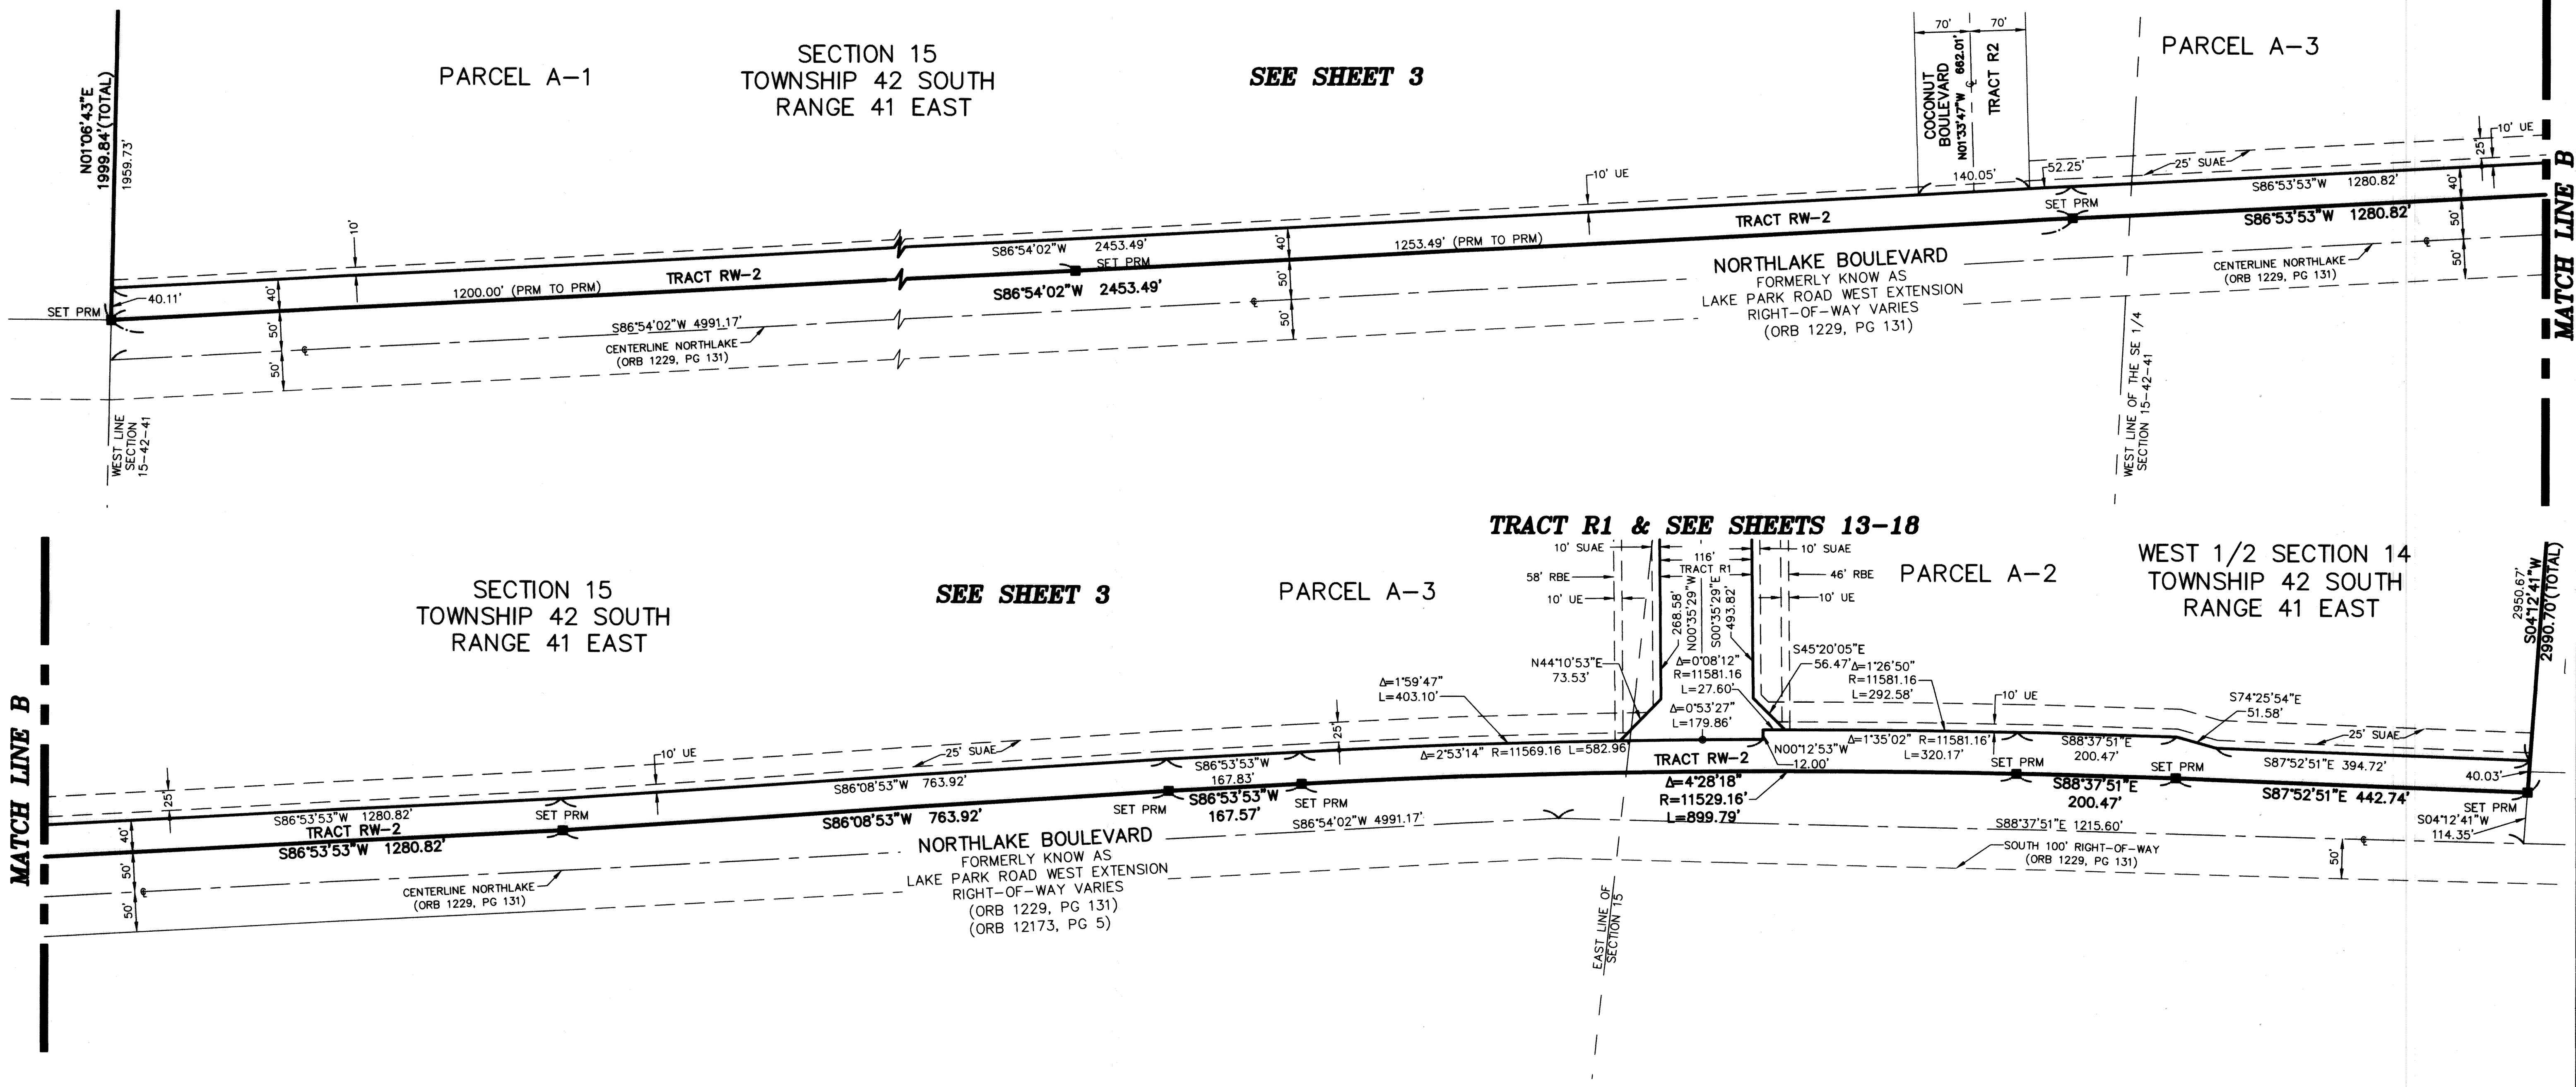 N01°06'43"E
1999.84'(TOTAL)
1959.73'
PARCEL A-1
SECTION 15
TOWNSHIP 42 SOUTH
RANGE 41 EAST
SEE SHEET 3
70'
70'
COCONUT
BOULEVARD
N01°33'47"W 662.01'
℄
TRACT R2
PARCEL A-3
10' UE
25'
25' SUAE
52.25'
140.05'
10' UE
S86°53'53"W 1280.82'
40'
SET PRM
TRACT RW-2
S86°53'53"W 1280.82'
50'
℄
50'
CENTERLINE NORTHLAKE
(ORB 1229, PG 131)
MATCH LINE B
10'
S86°54'02"W 2453.49'
40'
1253.49' (PRM TO PRM)
SET PRM
TRACT RW-2
40.11'
40'
1200.00' (PRM TO PRM)
S86°54'02"W 2453.49'
50'
℄
50'
NORTHLAKE BOULEVARD
FORMERLY KNOW AS
LAKE PARK ROAD WEST EXTENSION
RIGHT-OF-WAY VARIES
(ORB 1229, PG 131)
SET PRM
50'
℄
50'
S86°54'02"W 4991.17'
CENTERLINE NORTHLAKE
(ORB 1229, PG 131)
WEST LINE
SECTION
15-42-41
WEST LINE OF THE SE 1/4
SECTION 15-42-41
TRACT R1 & SEE SHEETS 13-18
MATCH LINE B
SECTION 15
TOWNSHIP 42 SOUTH
RANGE 41 EAST
SEE SHEET 3
PARCEL A-3
10' SUAE
58' RBE
10' UE
116'
TRACT R1
10' SUAE
46' RBE
10' UE
268.58'
N00°35'29"W
S00°35'29"E
493.82'
PARCEL A-2
WEST 1/2 SECTION 14
TOWNSHIP 42 SOUTH
RANGE 41 EAST
2950.67'
S04°12'41"W
2990.70'(TOTAL)
N44°10'53"E
73.53'
Δ=0°08'12"
R=11581.16
L=27.60'
Δ=0°53'27"
L=179.86'
S45°20'05"E
56.47'
Δ=1°26'50"
R=11581.16
L=292.58'
10' UE
S74°25'54"E
51.58'
Δ=1°59'47"
L=403.10'
25'
25' SUAE
10' UE
25'
25' SUAE
Δ=2°53'14" R=11569.16 L=582.96'
N00°12'53"W
12.00'
Δ=1°35'02" R=11581.16'
L=320.17'
S88°37'51"E
200.47'
S87°52'51"E 394.72'
40.03'
S86°53'53"W
167.83'
S86°08'53"W 763.92'
S86°53'53"W 1280.82'
TRACT RW-2
40'
S86°53'53"W 1280.82'
SET PRM
S86°08'53"W 763.92'
SET PRM
S86°53'53"W
167.57'
SET PRM
TRACT RW-2
Δ=4°28'18"
R=11529.16'
L=899.79'
SET PRM
S88°37'51"E
200.47'
SET PRM
S87°52'51"E 442.74'
SET PRM
S04°12'41"W
114.35'
50'
℄
50'
CENTERLINE NORTHLAKE
(ORB 1229, PG 131)
NORTHLAKE BOULEVARD
FORMERLY KNOW AS
LAKE PARK ROAD WEST EXTENSION
RIGHT-OF-WAY VARIES
(ORB 1229, PG 131)
(ORB 12173, PG 5)
S86°54'02"W 4991.17'
S88°37'51"E 1215.60'
℄
SOUTH 100' RIGHT-OF-WAY
(ORB 1229, PG 131)
50'
EAST LINE OF
SECTION 15